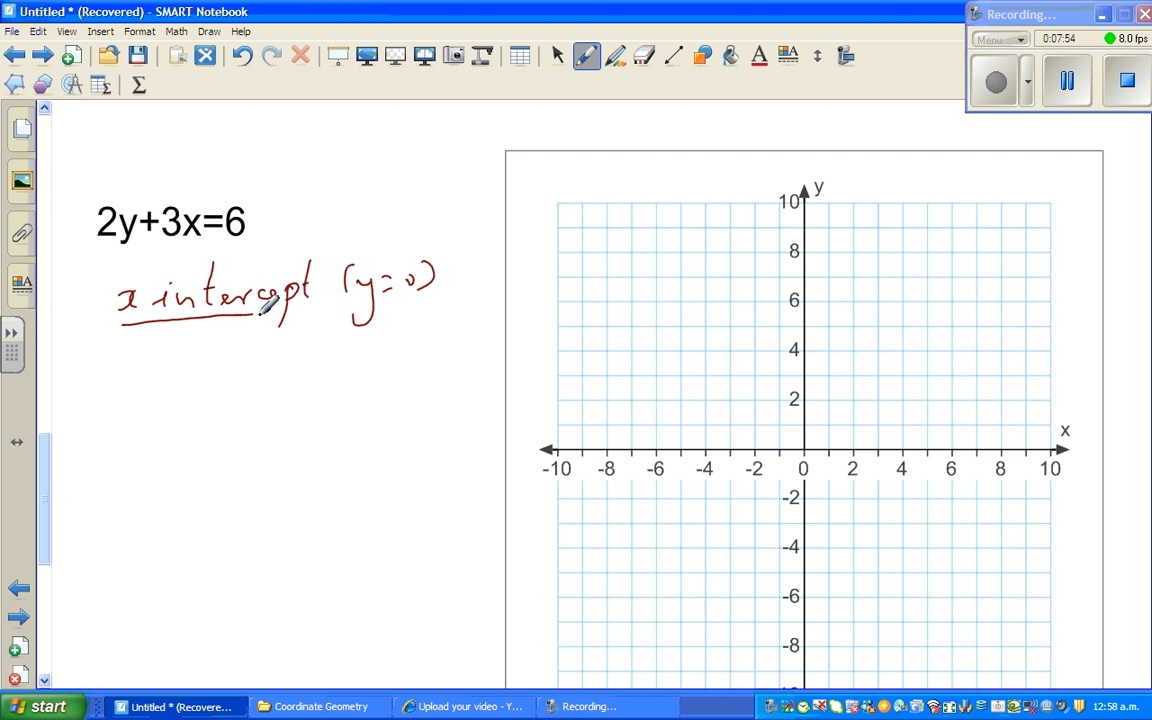 Untitled * (Recovered) - SMART Notebook
Recording...
File Edit View Insert Format Math Draw Help
Menu 0:07:54 8.0 fps
2y+3x=6
x intercept (y=0)
y
10
8
6
4
2
x
-10 -8 -6 -4 -2 0 2 4 6 8 10
-2
-4
-6
-8
start Untitled * (Recovere... Coordinate Geometry Upload your video - Y... Recording... 12:58 a.m.